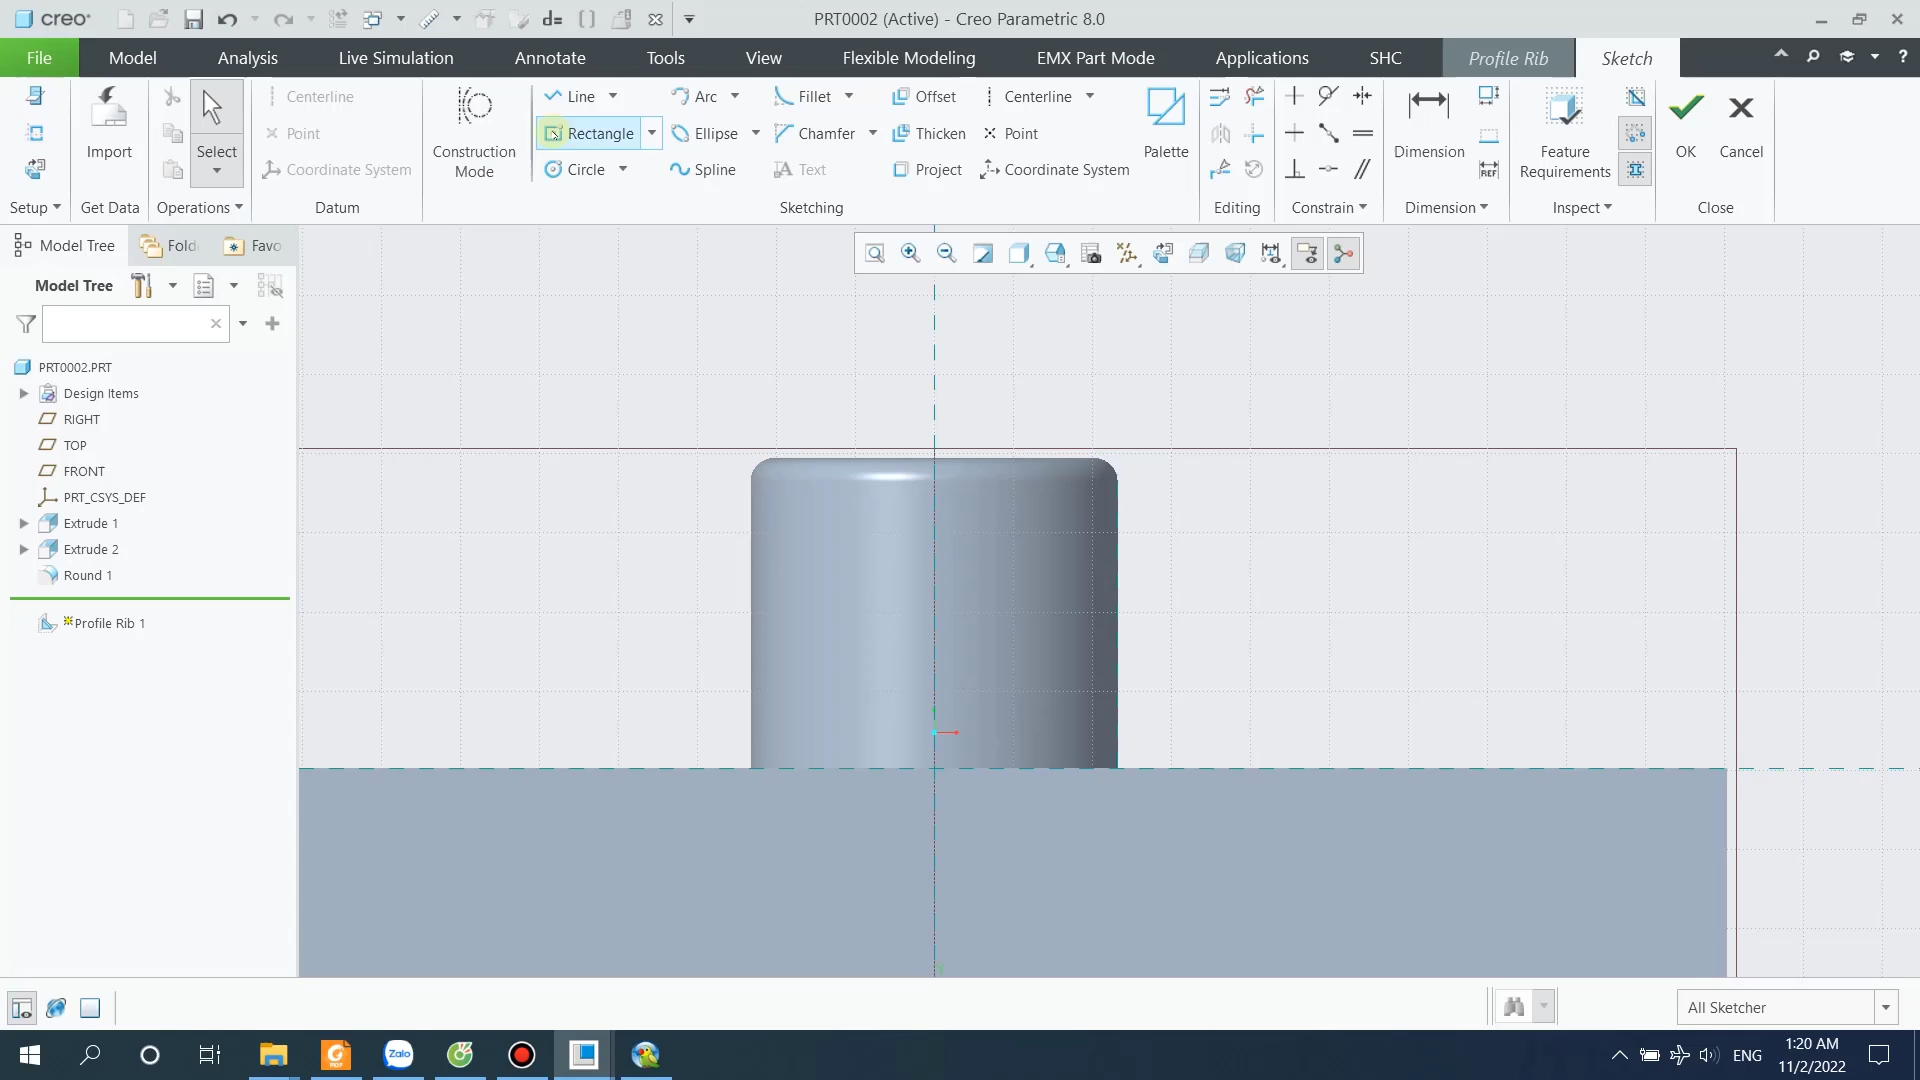 creo
PRT0002 (Active) - Creo Parametric 8.0
File
Model
Analysis
Live Simulation
Annotate
Tools
View
Flexible Modeling
EMX Part Mode
Applications
SHC
Profile Rib
Sketch
?
Import
Select
Centerline
Point
Coordinate System
Construction
Mode
Line
Rectangle
Circle
Arc
Ellipse
Spline
Fillet
Chamfer
Text
Offset
Thicken
Project
Centerline
Point
Coordinate System
Palette
Dimension
REF
Feature
Requirements
OK
Cancel
Setup
Get Data
Operations
Datum
Sketching
Editing
Constrain
Dimension
Inspect
Close
Model Tree
Fold
Favo
Model Tree
PRT0002.PRT
Design Items
RIGHT
TOP
FRONT
PRT_CSYS_DEF
Extrude 1
Extrude 2
Round 1
Profile Rib 1
All Sketcher
Zalo
ENG
1:20 AM
11/2/2022